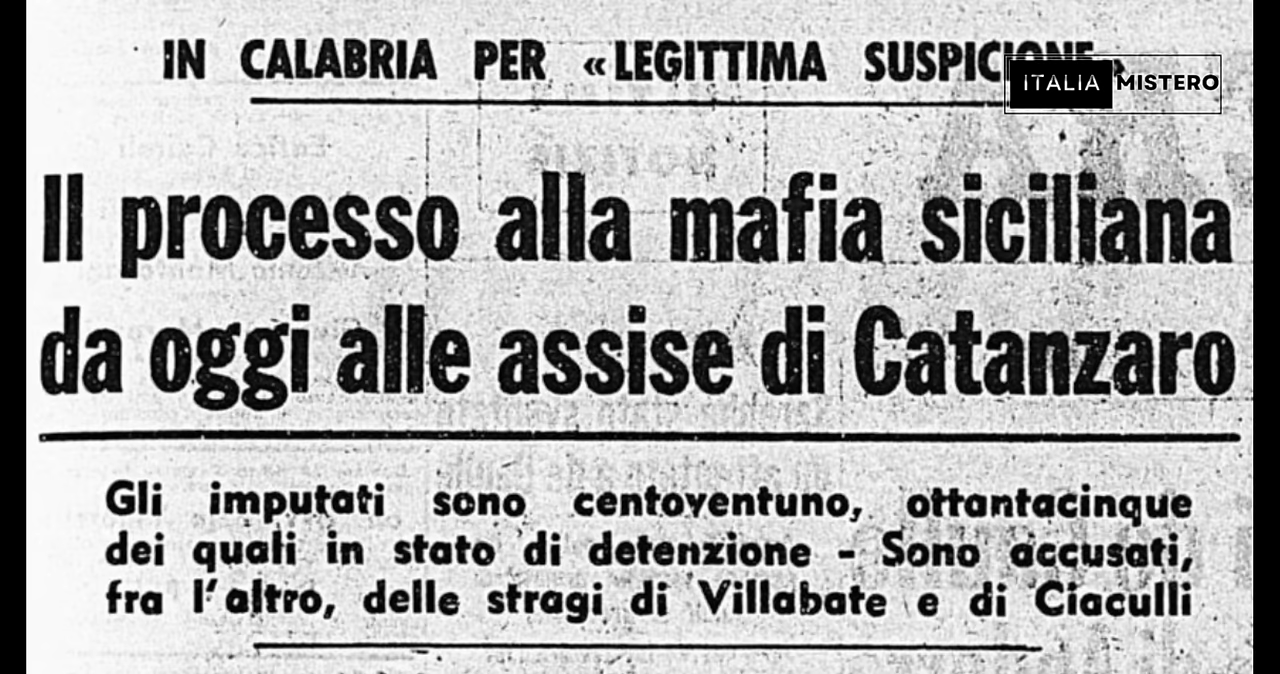 IN CALABRIA PER «LEGITTIMA SUSPICIONE»
ITALIA MISTERO
Il processo alla mafia siciliana
da oggi alle assise di Catanzaro
Gli imputati sono centoventuno, ottantacinque
dei quali in stato di detenzione - Sono accusati,
fra l'altro, delle stragi di Villabate e di Ciaculli